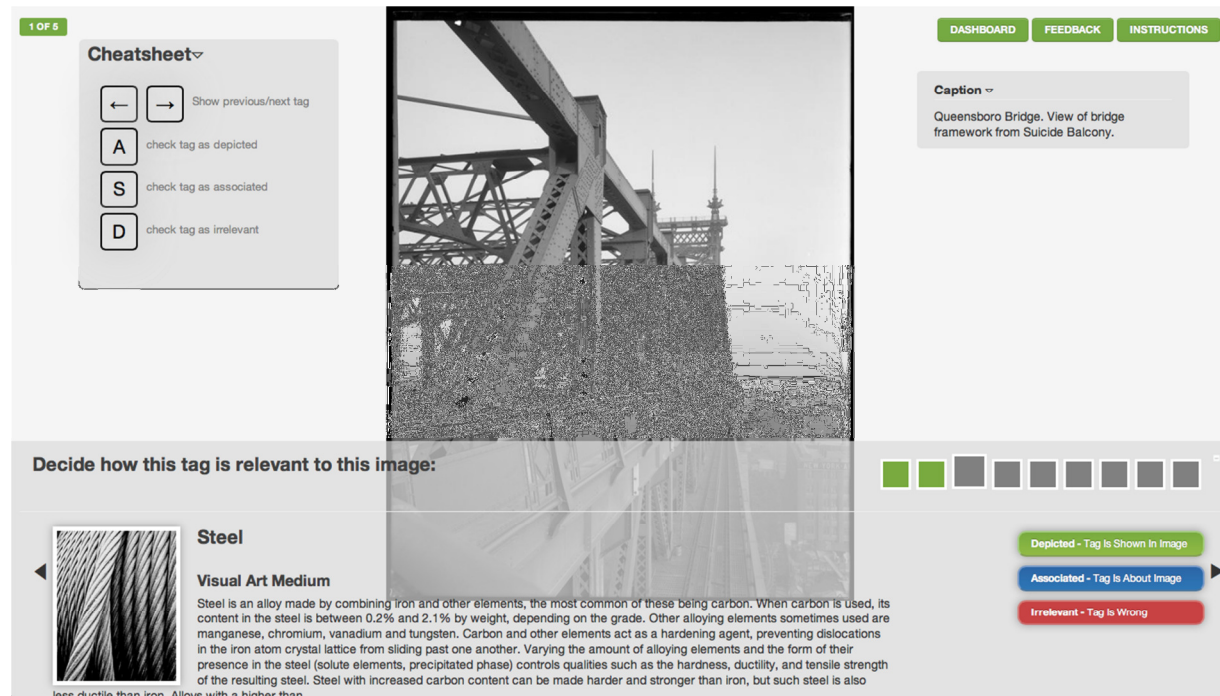 1 OF 5
DASHBOARD
FEEDBACK
INSTRUCTIONS
Cheatsheet
← → Show previous/next tag
A check tag as depicted
S check tag as associated
D check tag as irrelevant
Caption
Queensboro Bridge. View of bridge
framework from Suicide Balcony.
Decide how this tag is relevant to this image:
Steel
Visual Art Medium
Steel is an alloy made by combining iron and other elements, the most common of these being carbon. When carbon is used, its
content in the steel is between 0.2% and 2.1% by weight, depending on the grade. Other alloying elements sometimes used are
manganese, chromium, vanadium and tungsten. Carbon and other elements act as a hardening agent, preventing dislocations
in the iron atom crystal lattice from sliding past one another. Varying the amount of alloying elements and the form of their
presence in the steel (solute elements, precipitated phase) controls qualities such as the hardness, ductility, and tensile strength
of the resulting steel. Steel with increased carbon content can be made harder and stronger than iron, but such steel is also
less ductile than iron. Alloys with a higher than
Depicted - Tag Is Shown In Image
Associated - Tag Is About Image
Irrelevant - Tag Is Wrong